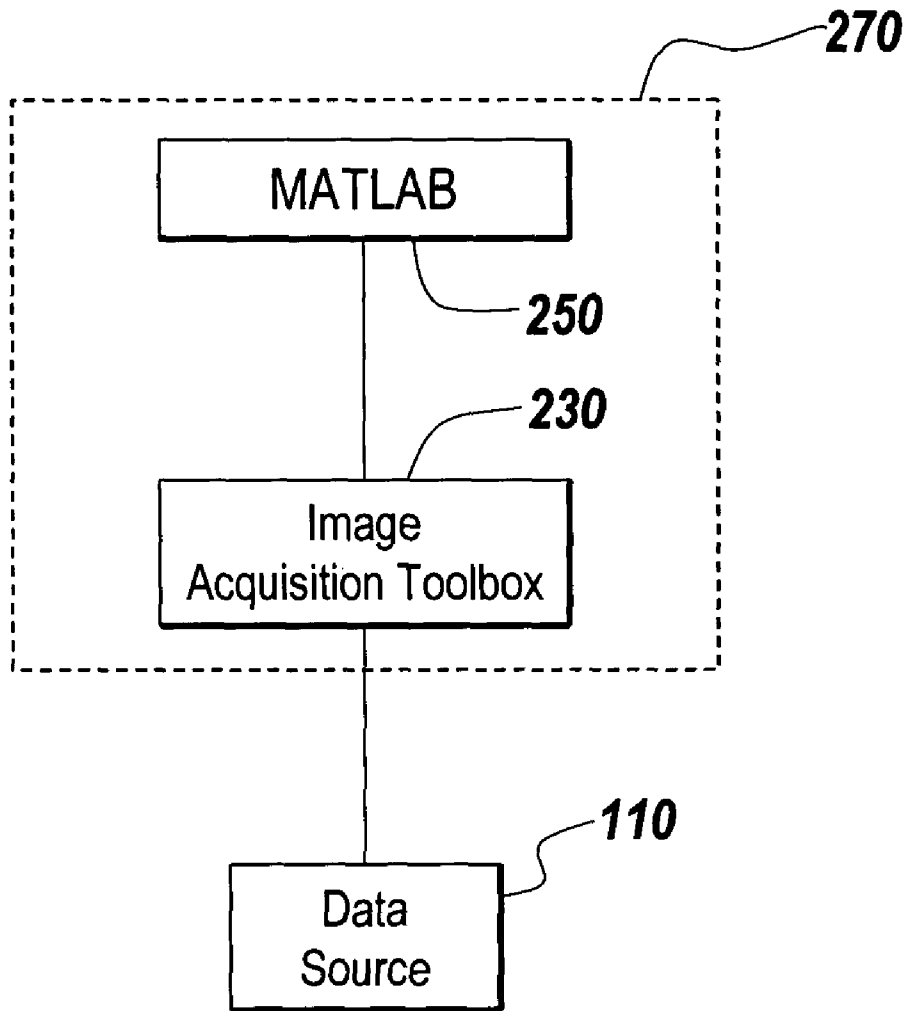 270
MATLAB
250
230
Image
Acquisition Toolbox
110
Data
Source